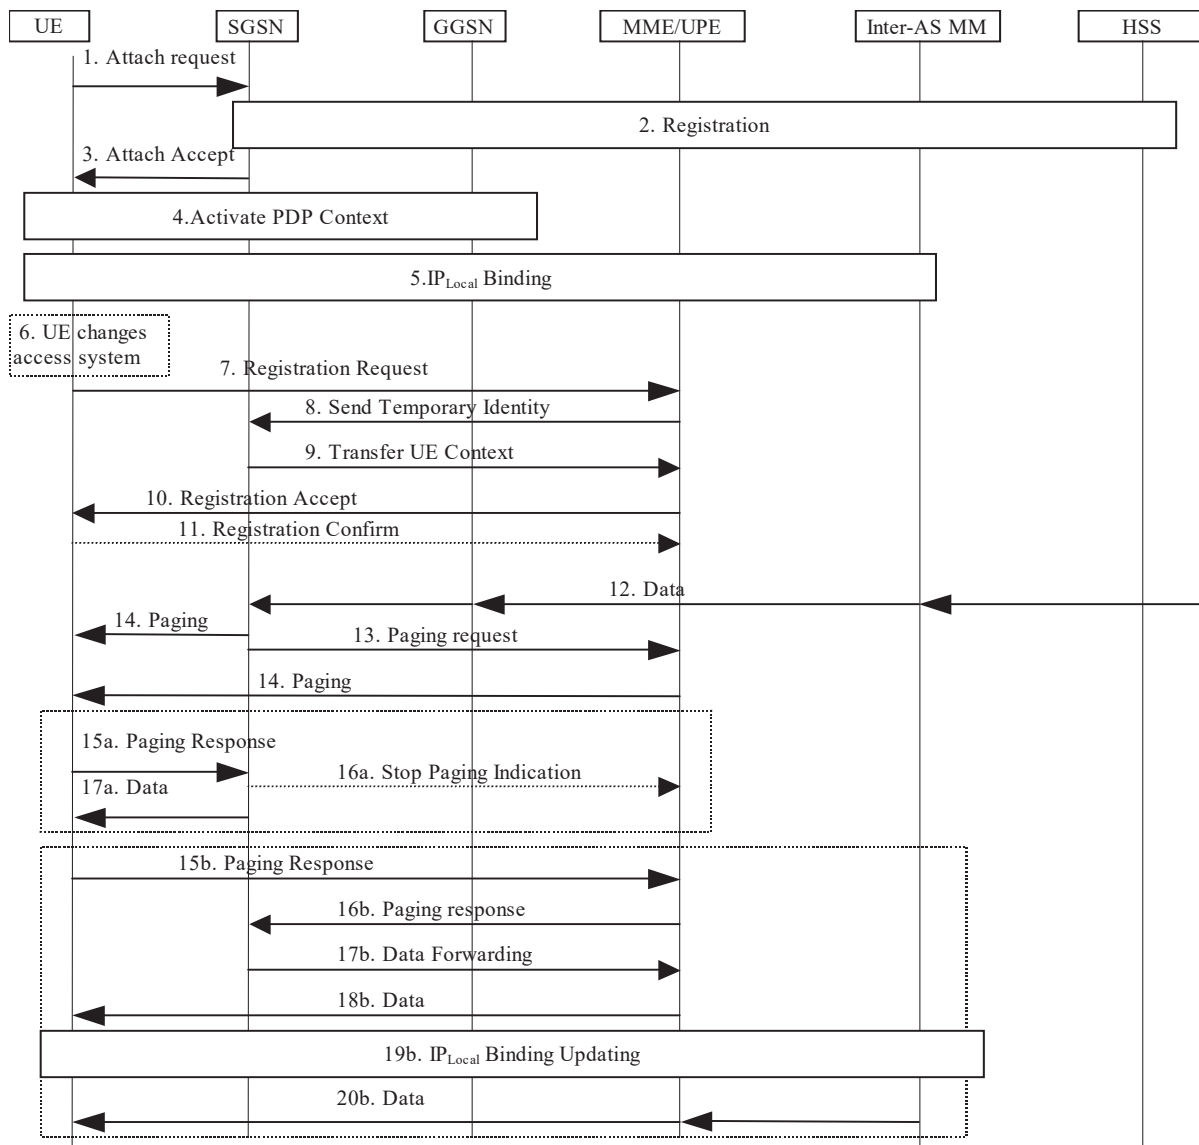 UE
SGSN
GGSN
MME/UPE
Inter-AS MM
HSS
1. Attach request
2. Registration
3. Attach Accept
4.Activate PDP Context
5.IPLocal Binding
6. UE changes
access system
7. Registration Request
8. Send Temporary Identity
9. Transfer UE Context
10. Registration Accept
11. Registration Confirm
12. Data
14. Paging
13. Paging request
14. Paging
15a. Paging Response
16a. Stop Paging Indication
17a. Data
15b. Paging Response
16b. Paging response
17b. Data Forwarding
18b. Data
19b. IPLocal Binding Updating
20b. Data